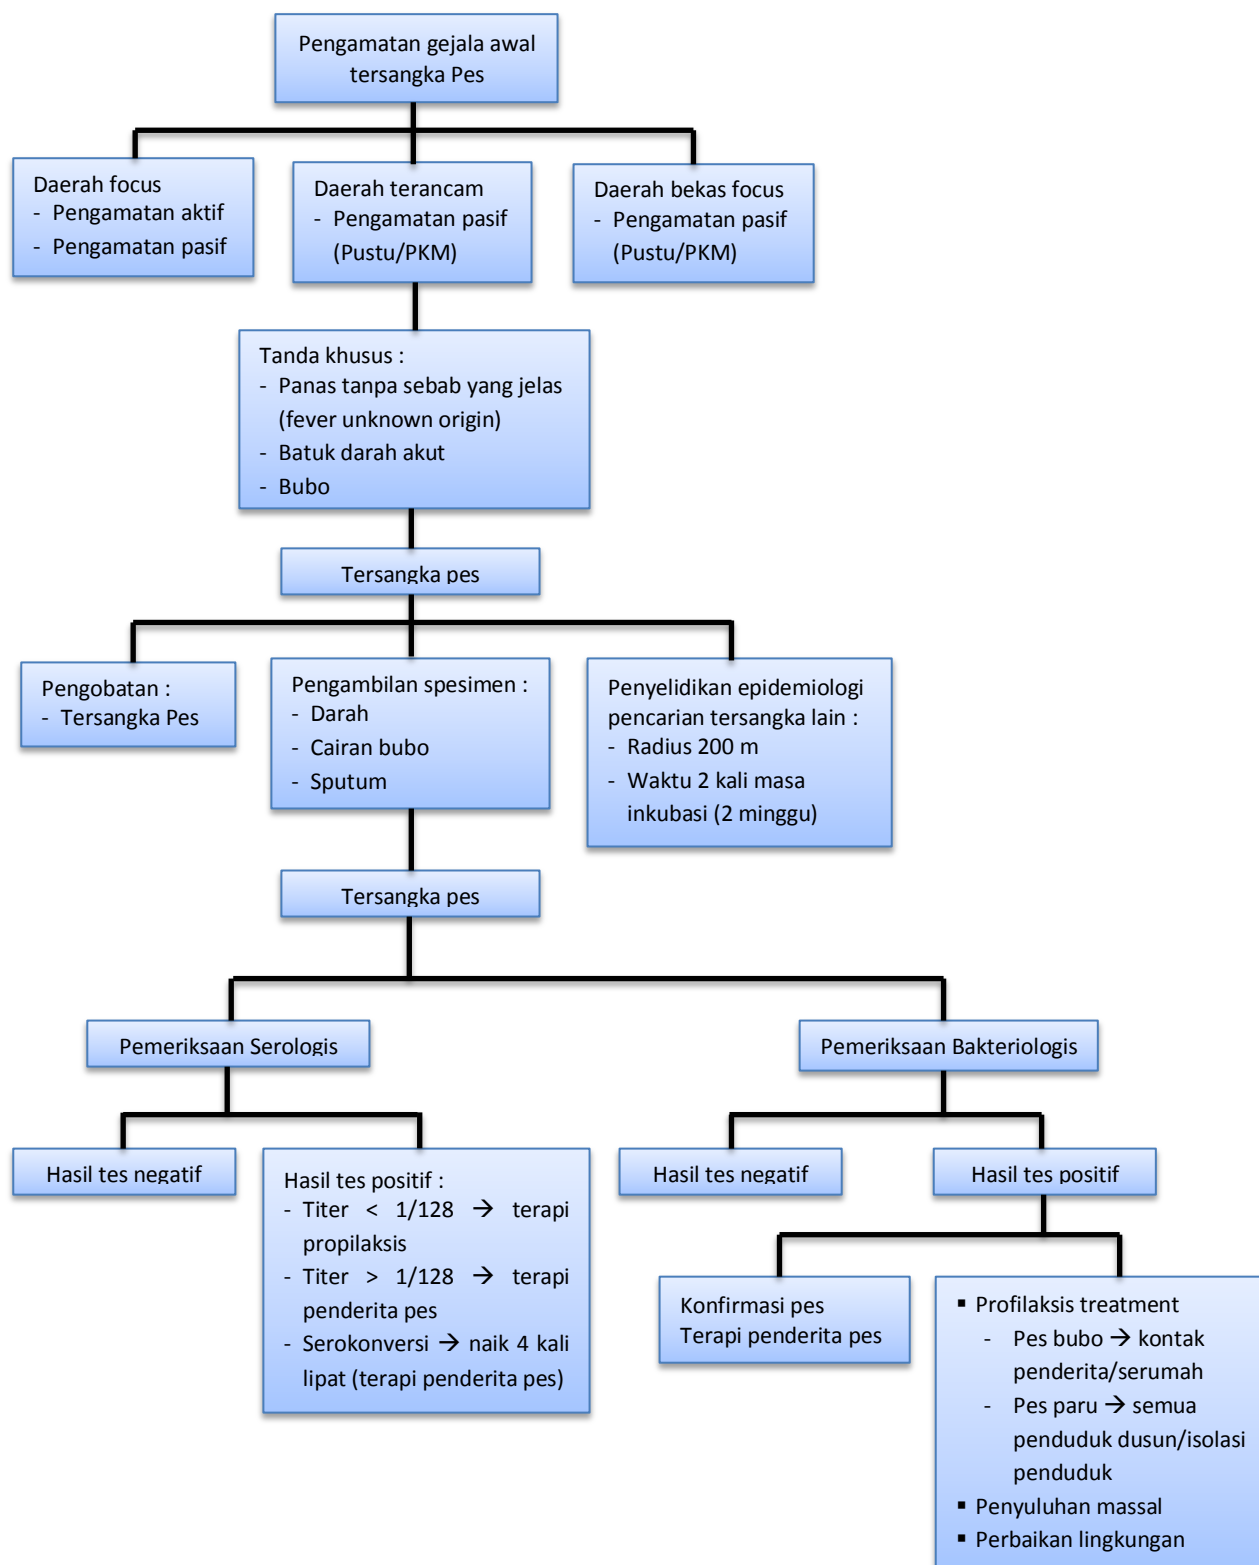 Pengamatan gejala awal
tersangka Pes
Daerah focus
- Pengamatan aktif
- Pengamatan pasif
Daerah terancam
- Pengamatan pasif
(Pustu/PKM)
Daerah bekas focus
- Pengamatan pasif
(Pustu/PKM)
Tanda khusus :
- Panas tanpa sebab yang jelas
(fever unknown origin)
- Batuk darah akut
- Bubo
Tersangka pes
Pengobatan :
- Tersangka Pes
Pengambilan spesimen :
- Darah
- Cairan bubo
- Sputum
Penyelidikan epidemiologi
pencarian tersangka lain :
- Radius 200 m
- Waktu 2 kali masa
inkubasi (2 minggu)
Tersangka pes
Pemeriksaan Serologis
Pemeriksaan Bakteriologis
Hasil tes negatif
Hasil tes positif :
- Titer < 1/128 → terapi
propilaksis
- Titer > 1/128 → terapi
penderita pes
- Serokonversi → naik 4 kali
lipat (terapi penderita pes)
Hasil tes negatif
Hasil tes positif
Konfirmasi pes
Terapi penderita pes
▪ Profilaksis treatment
- Pes bubo → kontak
penderita/serumah
- Pes paru → semua
penduduk dusun/isolasi
penduduk
▪ Penyuluhan massal
▪ Perbaikan lingkungan